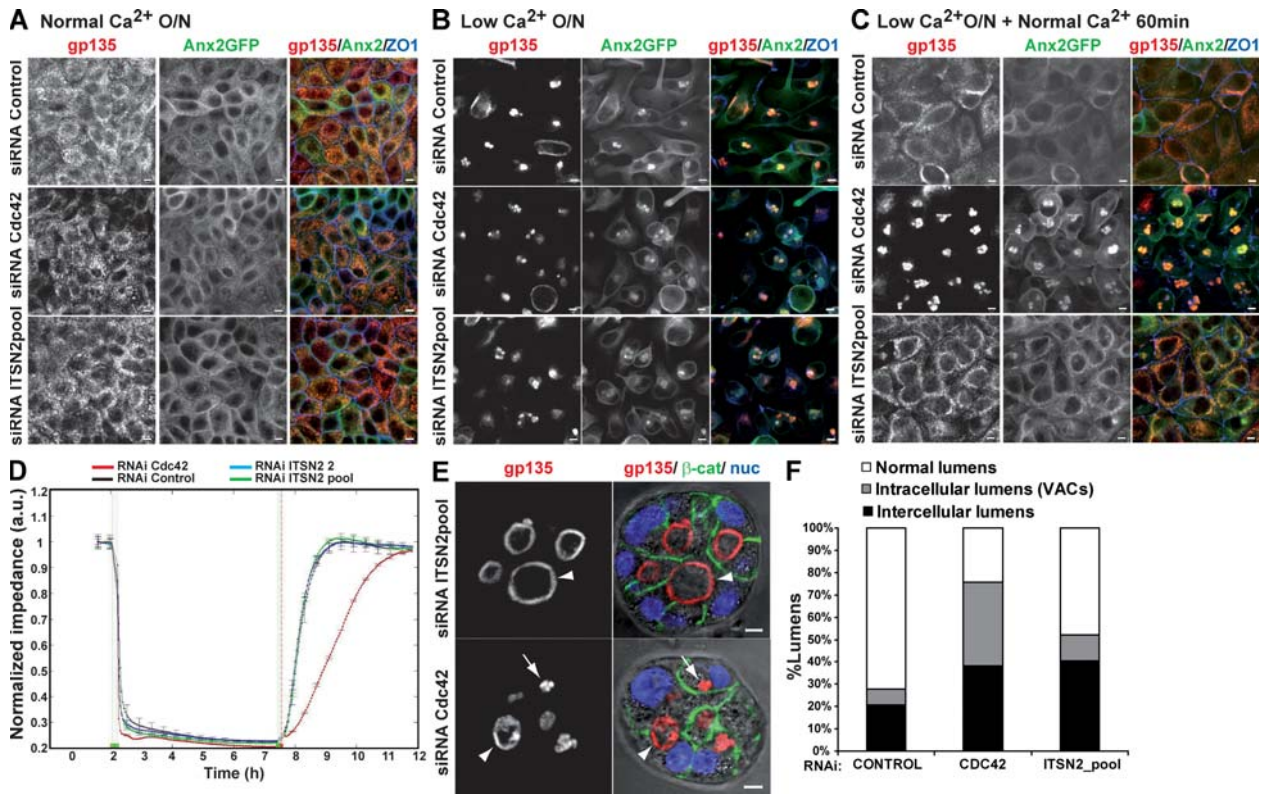 A Normal Ca²⁺ O/N
gp135 Anx2GFP gp135/Anx2/ZO1
siRNA Control
siRNA Cdc42
siRNA ITSN2pool
B Low Ca²⁺ O/N
gp135 Anx2GFP gp135/Anx2/ZO1
siRNA Control
siRNA Cdc42
siRNA ITSN2pool
C Low Ca²⁺O/N + Normal Ca²⁺ 60min
gp135 Anx2GFP gp135/Anx2/ZO1
siRNA Control
siRNA Cdc42
siRNA ITSN2pool
D
RNAi Cdc42 RNAi ITSN2 2
RNAi Control RNAi ITSN2 pool
Normalized impedance (a.u.)
1.2
1.1
1
0.9
0.8
0.7
0.6
0.5
0.4
0.3
0.2
0 1 2 3 4 5 6 7 8 9 10 11 12
Time (h)
E gp135 gp135/ β-cat/ nuc
siRNA ITSN2pool
siRNA Cdc42
F
Normal lumens
Intracellular lumens (VACs)
Intercellular lumens
%Lumens
100%
90%
80%
70%
60%
50%
40%
30%
20%
10%
0%
RNAi: CONTROL CDC42 ITSN2_pool